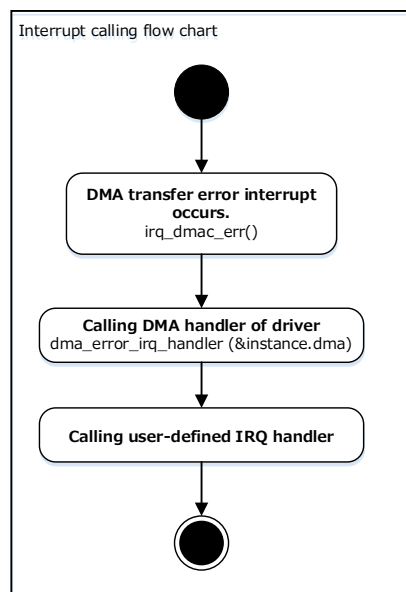 Interrupt calling flow chart
DMA transfer error interrupt
occurs.
irq_dmac_err()
Calling DMA handler of driver
dma_error_irq_handler (&instance.dma)
Calling user-defined IRQ handler